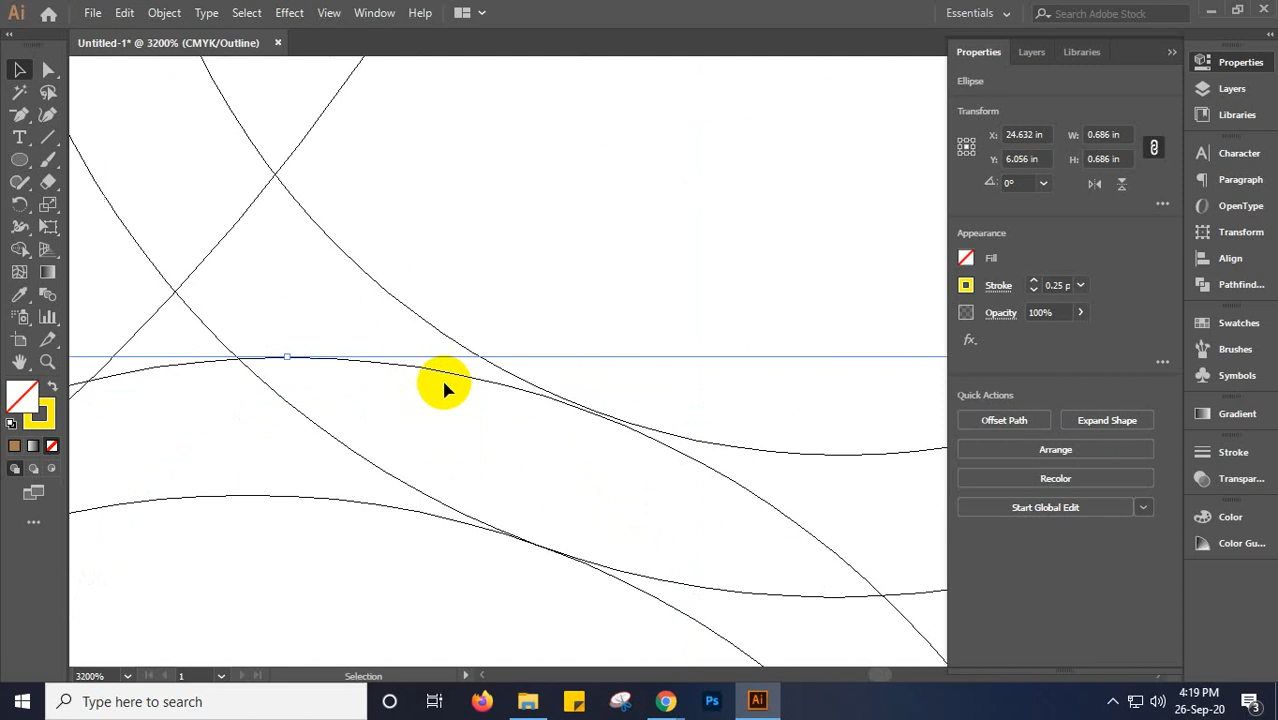 Ai File Edit Object Type Select Effect View Window Help Essentials Search Adobe Stock
Untitled-1* @ 3200% (CMYK/Outline)
Properties Layers Libraries
Ellipse
Transform
X: 24.632 in W: 0.686 in
Y: 6.056 in H: 0.686 in
0°
Appearance
Fill
Stroke 0.25 p
Opacity 100%
fx.
Quick Actions
Offset Path Expand Shape
Arrange
Recolor
Start Global Edit
Properties
Layers
Libraries
Character
Paragraph
OpenType
Transform
Align
Pathfind...
Swatches
Brushes
Symbols
Gradient
Stroke
Transpar...
Color
Color Gu...
3200% 1 Selection
Type here to search
Ps Ai
4:19 PM
26-Sep-20
3